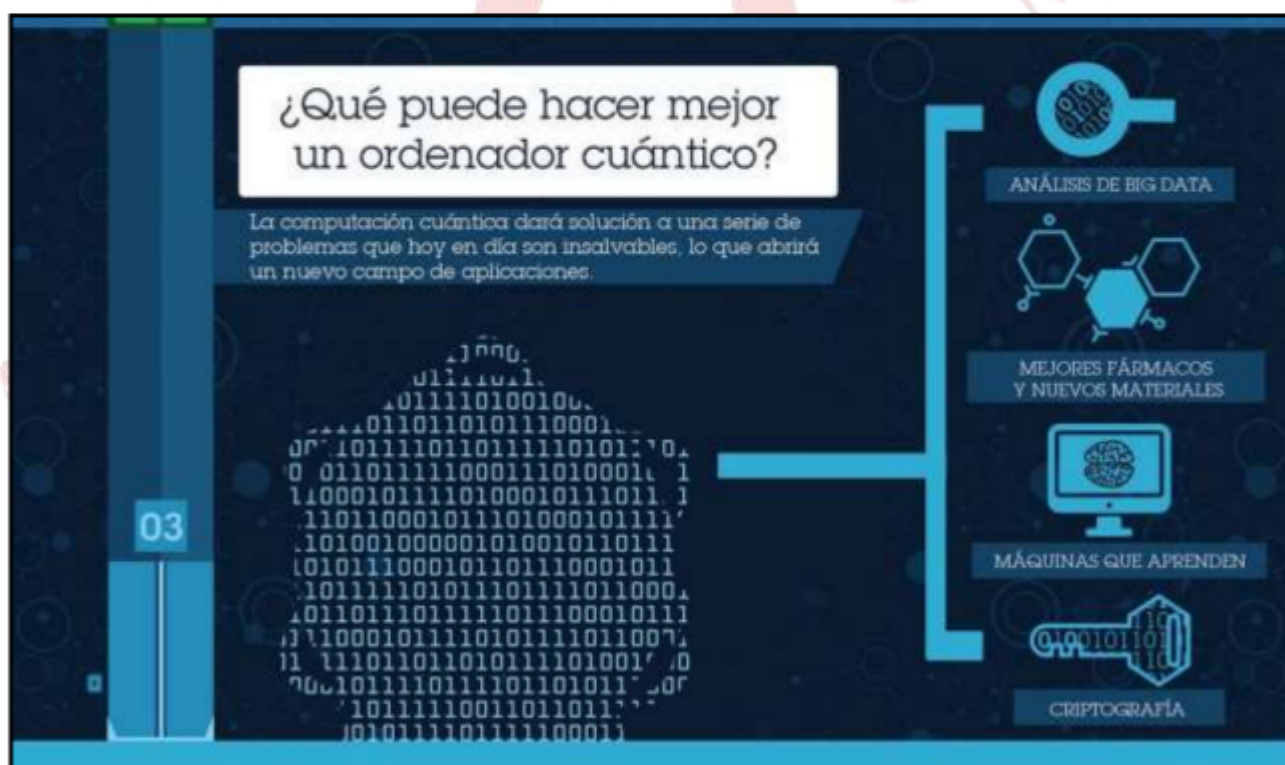 ¿Qué puede hacer mejor
un ordenador cuántico?
La computación cuántica dará solución a una serie de
problemas que hoy en día son insalvables, lo que abrirá
un nuevo campo de aplicaciones.
03
ANÁLISIS DE BIG DATA
MEJORES FÁRMACOS
Y NUEVOS MATERIALES
MÁQUINAS QUE APRENDEN
CRIPTOGRAFÍA